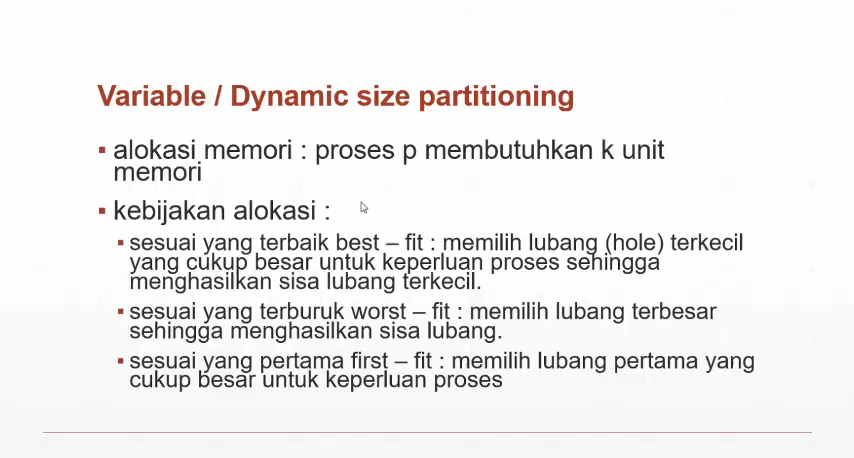 Variable / Dynamic size partitioning
▪ alokasi memori : proses p membutuhkan k unit
memori
▪ kebijakan alokasi :
▪ sesuai yang terbaik best – fit : memilih lubang (hole) terkecil
yang cukup besar untuk keperluan proses sehingga
menghasilkan sisa lubang terkecil.
▪ sesuai yang terburuk worst – fit : memilih lubang terbesar
sehingga menghasilkan sisa lubang.
▪ sesuai yang pertama first – fit : memilih lubang pertama yang
cukup besar untuk keperluan proses